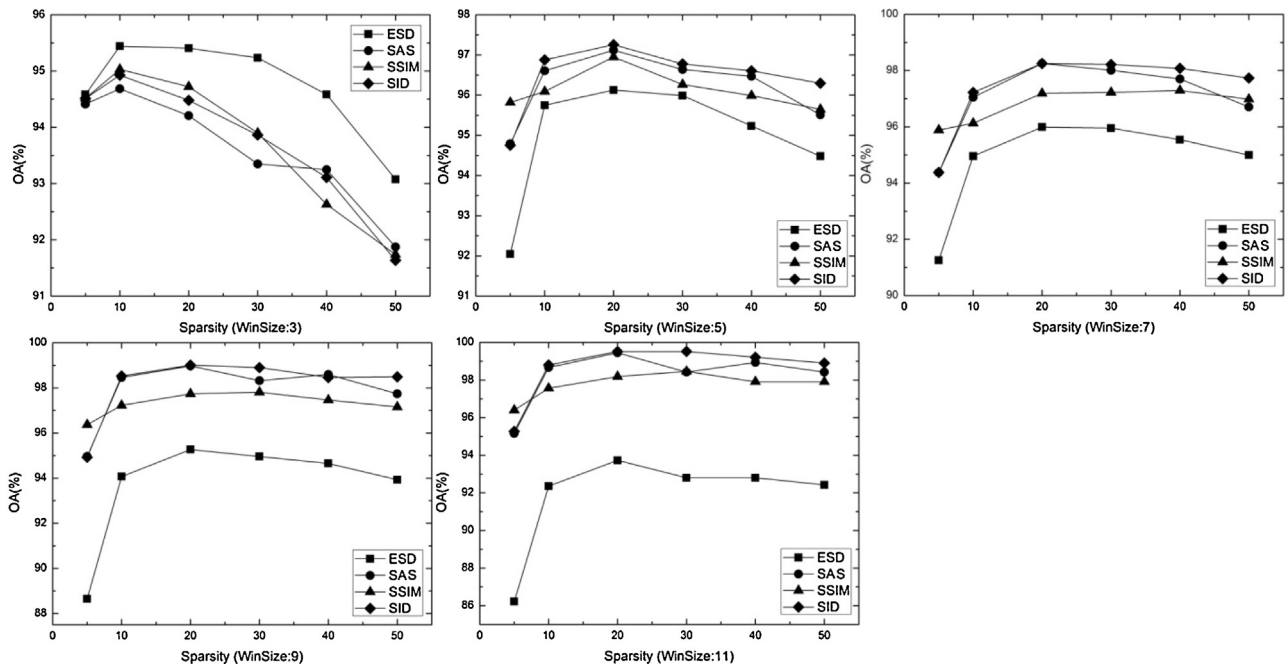 96
95
94
93
92
91
OA(%)
0 10 20 30 40 50
Sparsity (WinSize:3)
ESD
SAS
SSIM
SID
98
97
96
95
94
93
92
91
OA(%)
0 10 20 30 40 50
Sparsity (WinSize:5)
ESD
SAS
SSIM
SID
100
98
96
94
92
90
OA(%)
0 10 20 30 40 50
Sparsity (WinSize:7)
ESD
SAS
SSIM
SID
100
98
96
94
92
90
88
OA(%)
0 10 20 30 40 50
Sparsity (WinSize:9)
ESD
SAS
SSIM
SID
100
98
96
94
92
90
88
86
OA(%)
0 10 20 30 40 50
Sparsity (WinSize:11)
ESD
SAS
SSIM
SID